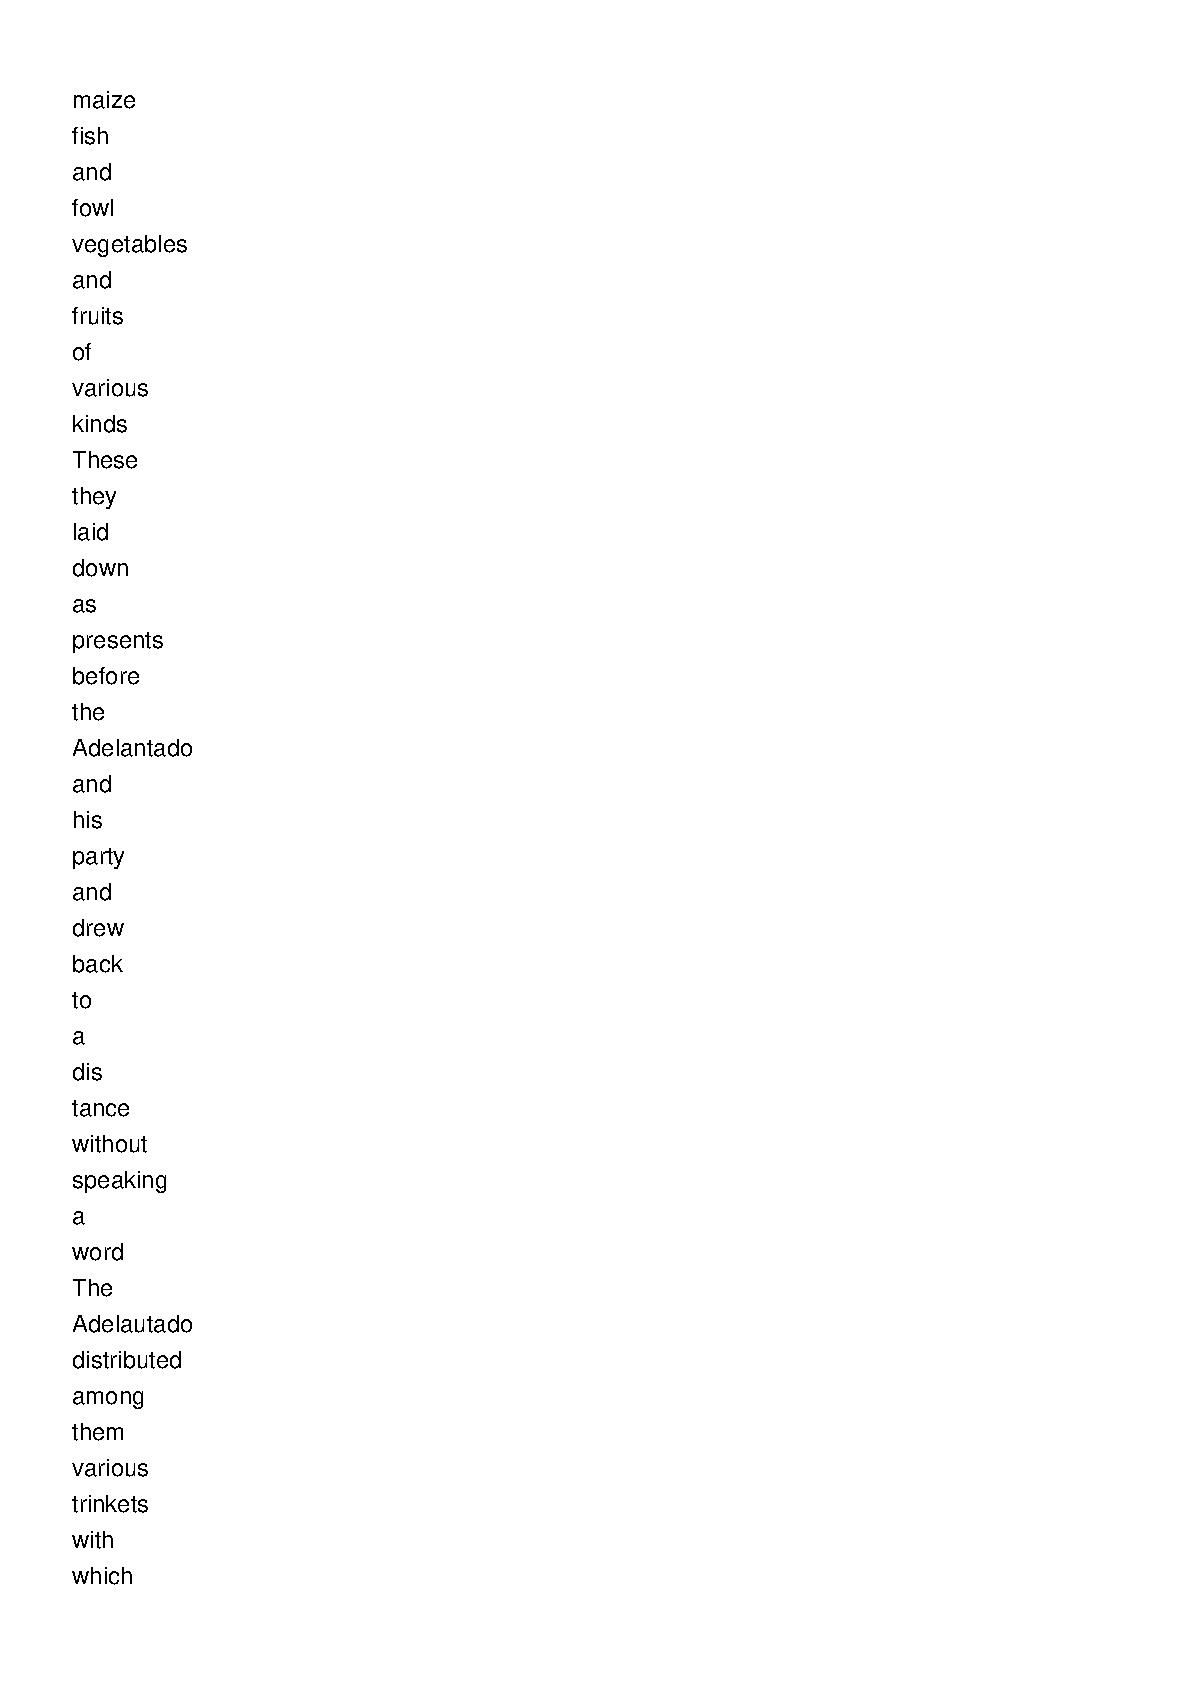 maize
fish
and
fowl
vegetables
and
fruits
of
various
kinds
These
they
laid
down
as
presents
before
the
Adelantado
and
his
party
and
drew
back
to
a
dis
tance
without
speaking
a
word
The
Adelautado
distributed
among
them
various
trinkets
with
which